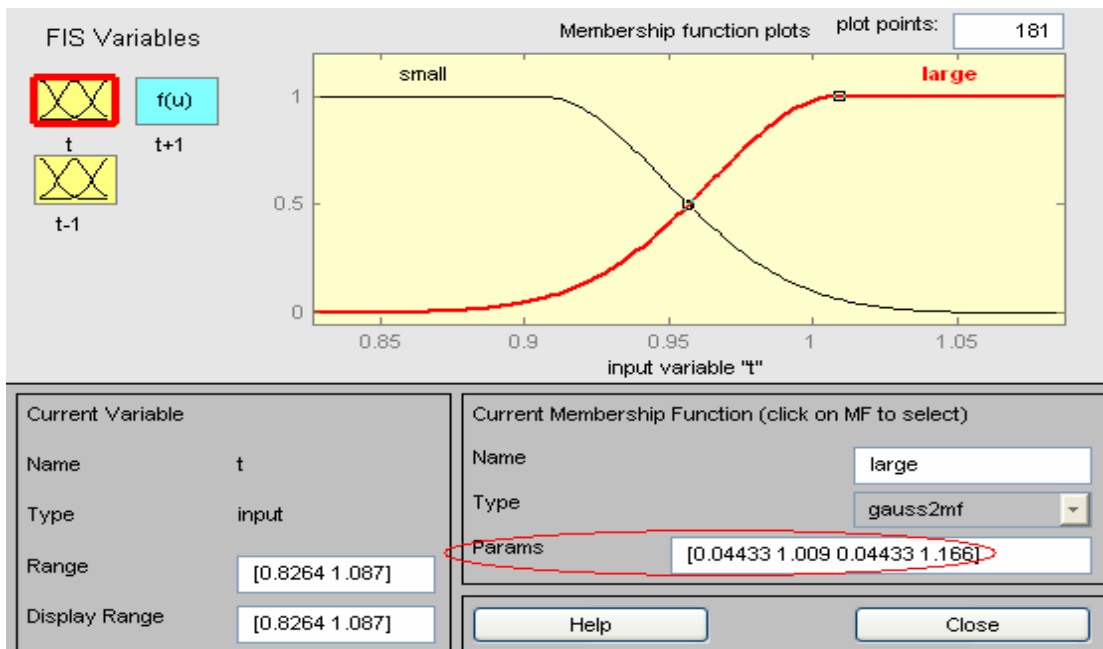 FIS Variables
f(u)
t
t+1
t-1
Membership function plots
plot points:
181
small
large
1
0.5
0
0.85
0.9
0.95
1
1.05
input variable "t"
Current Variable
Name
t
Type
input
Range
[0.8264 1.087]
Display Range
[0.8264 1.087]
Current Membership Function (click on MF to select)
Name
large
Type
gauss2mf
Params
[0.04433 1.009 0.04433 1.166]
Help
Close